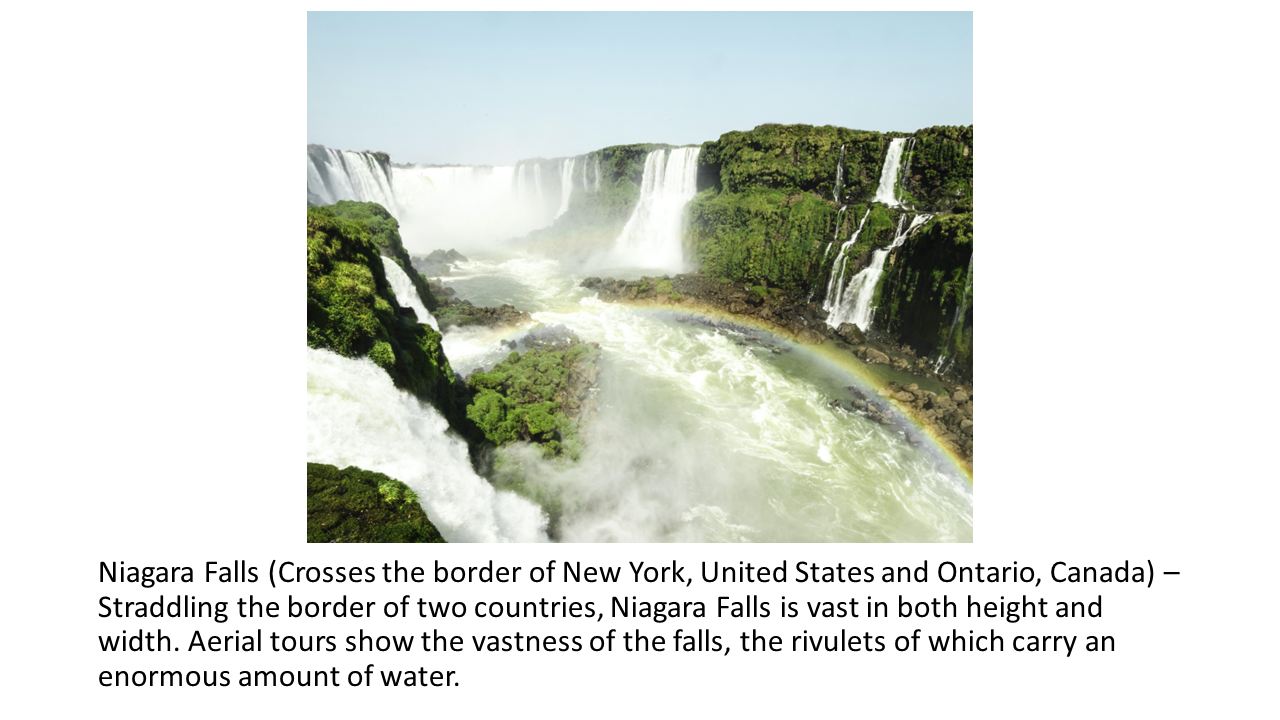 Niagara Falls (Crosses the border of New York, United States and Ontario, Canada) –
Straddling the border of two countries, Niagara Falls is vast in both height and
width. Aerial tours show the vastness of the falls, the rivulets of which carry an
enormous amount of water.